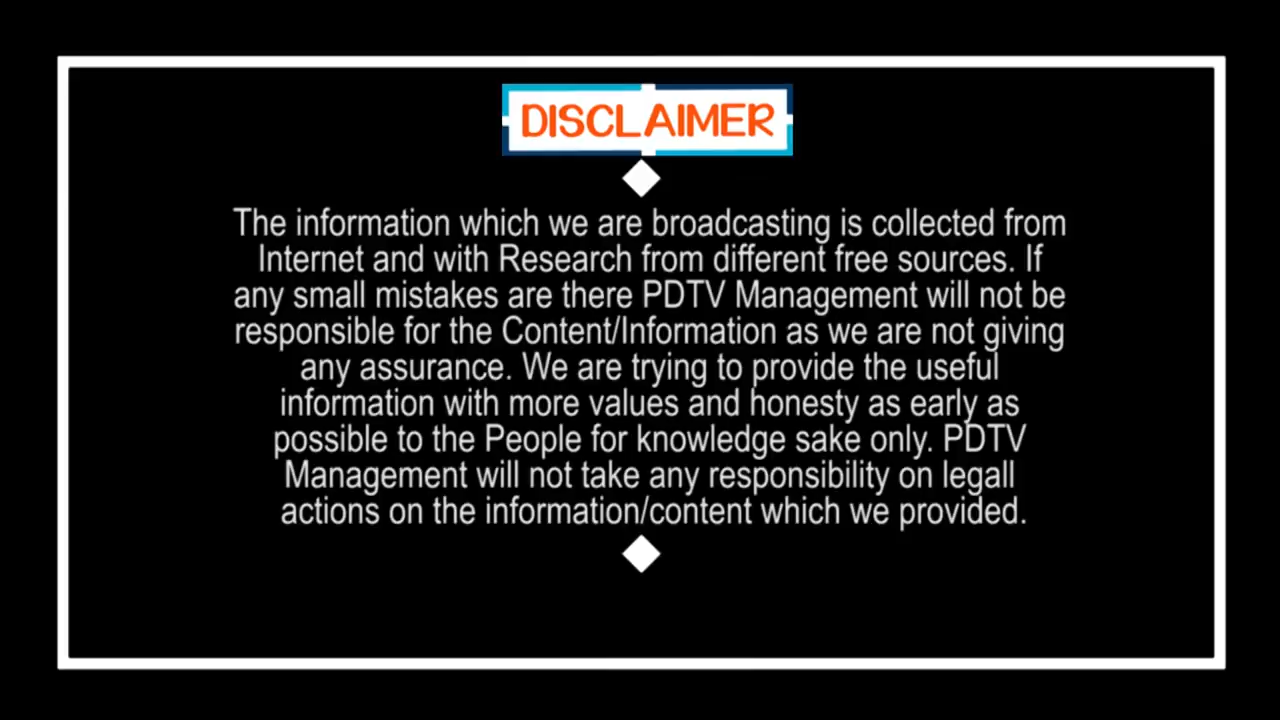 DISCLAIMER
The information which we are broadcasting is collected from
Internet and with Research from different free sources. If
any small mistakes are there PDTV Management will not be
responsible for the Content/Information as we are not giving
any assurance. We are trying to provide the useful
information with more values and honesty as early as
possible to the People for knowledge sake only. PDTV
Management will not take any responsibility on legall
actions on the information/content which we provided.